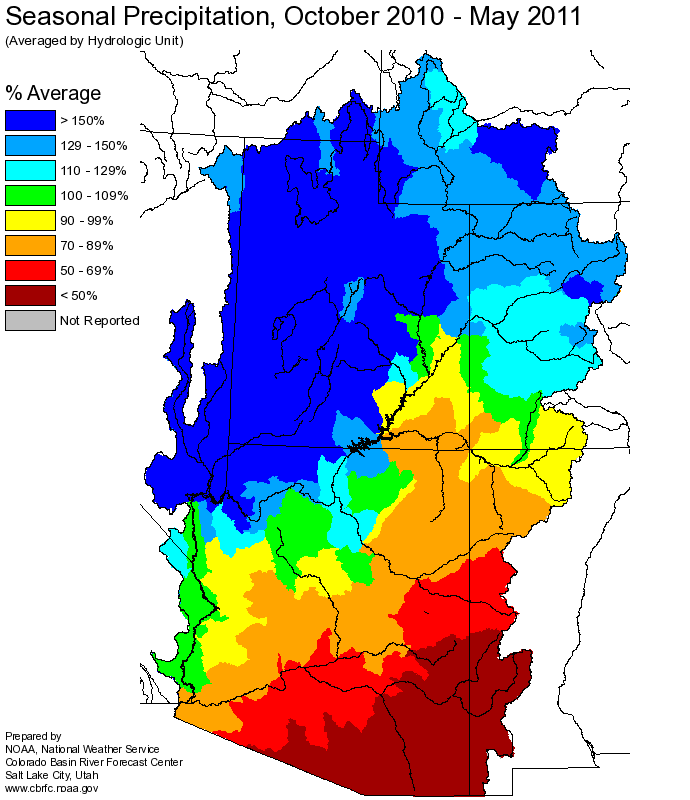 Seasonal Precipitation, October 2010 - May 2011
(Averaged by Hydrologic Unit)
% Average
> 150%
129 - 150%
110 - 129%
100 - 109%
90 - 99%
70 - 89%
50 - 69%
< 50%
Not Reported
Prepared by
NOAA, National Weather Service
Colorado Basin River Forecast Center
Salt Lake City, Utah
www.cbrfc.noaa.gov